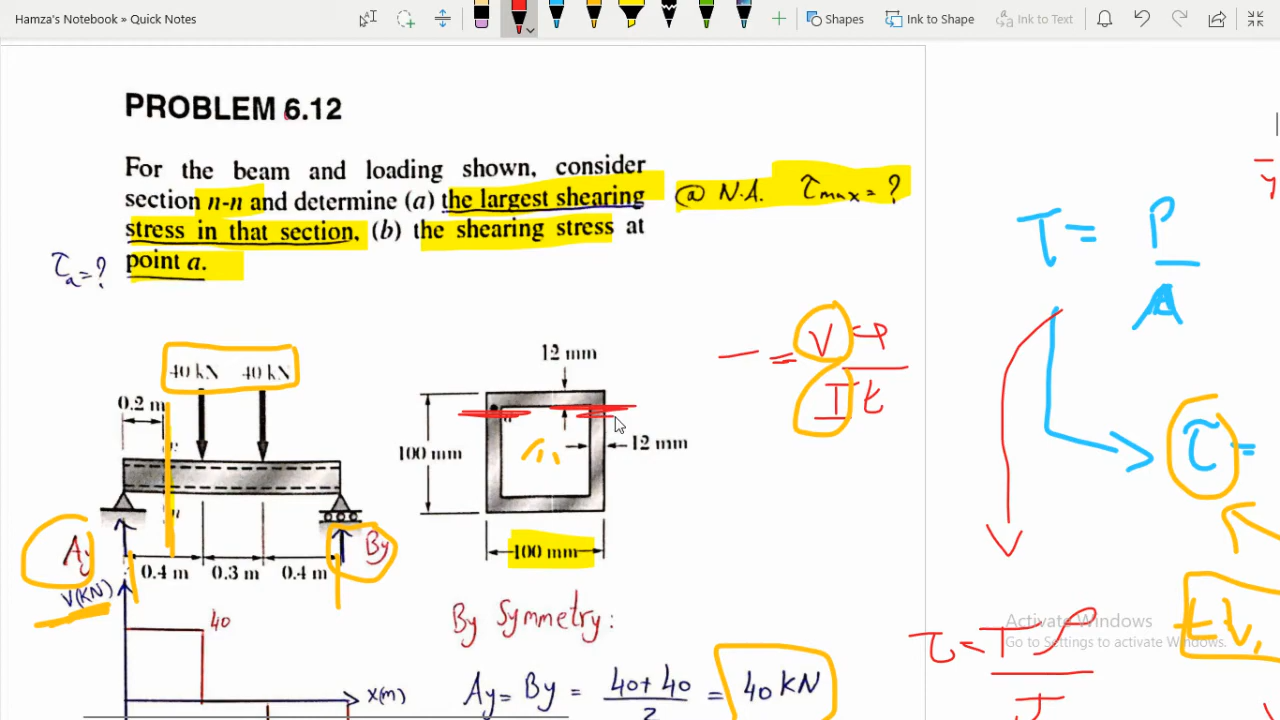 Hamza's Notebook » Quick Notes
Shapes
Ink to Shape
Ink to Text
PROBLEM 6.12
For the beam and loading shown, consider
section n-n and determine (a) the largest shearing
stress in that section, (b) the shearing stress at
point a.
@ N.A. τmax = ?
τa = ?
40 kN 40 kN
0.2 m
n
n
Ay
By
0.4 m 0.3 m 0.4 m
V(KN)
40
X(m)
12 mm
a
100 mm
12 mm
100 mm
= V
I t
By Symmetry:
Ay = By = 40+40 / 2 = 40 KN
τ = P
A
τ =
τ = T ρ
J
y
Activate Windows
Go to Settings to activate Windows.